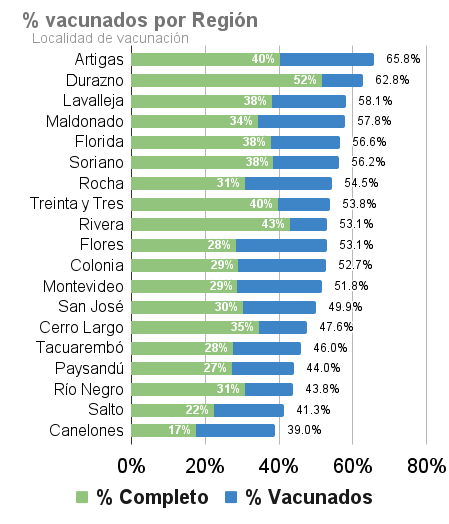 % vacunados por Región
Localidad de vacunación
Artigas 40% 65.8%
Durazno 52% 62.8%
Lavalleja 38% 58.1%
Maldonado 34% 57.8%
Florida 38% 56.6%
Soriano 38% 56.2%
Rocha 31% 54.5%
Treinta y Tres 40% 53.8%
Rivera 43% 53.1%
Flores 28% 53.1%
Colonia 29% 52.7%
Montevideo 29% 51.8%
San José 30% 49.9%
Cerro Largo 35% 47.6%
Tacuarembó 28% 46.0%
Paysandú 27% 44.0%
Río Negro 31% 43.8%
Salto 22% 41.3%
Canelones 17% 39.0%
0% 20% 40% 60% 80%
% Completo % Vacunados